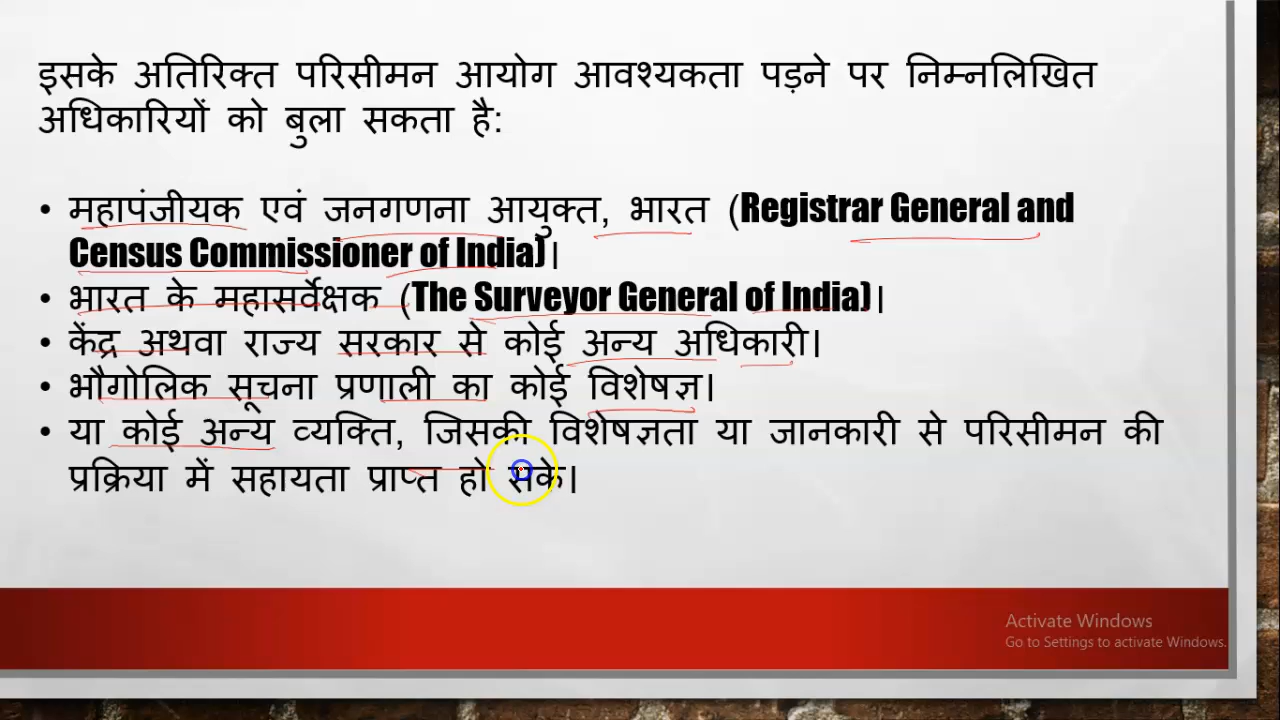 इसके अतिरिक्त परिसीमन आयोग आवश्यकता पड़ने पर निम्नलिखित
अधिकारियों को बुला सकता है:
• महापंजीयक एवं जनगणना आयुक्त, भारत (Registrar General and
Census Commissioner of India)।
• भारत के महासर्वेक्षक (The Surveyor General of India)।
• केंद्र अथवा राज्य सरकार से कोई अन्य अधिकारी।
• भौगोलिक सूचना प्रणाली का कोई विशेषज्ञ।
• या कोई अन्य व्यक्ति, जिसकी विशेषज्ञता या जानकारी से परिसीमन की
प्रक्रिया में सहायता प्राप्त हो सके।
Activate Windows
Go to Settings to activate Windows.